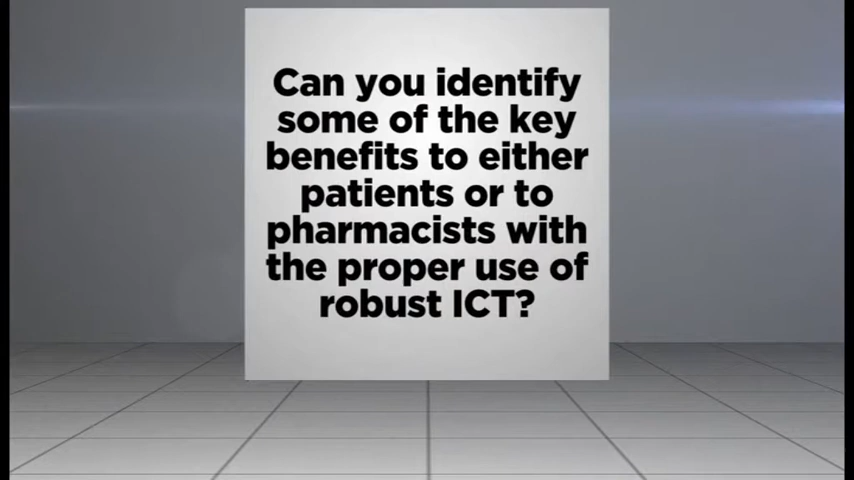 Can you identify
some of the key
benefits to either
patients or to
pharmacists with
the proper use of
robust ICT?